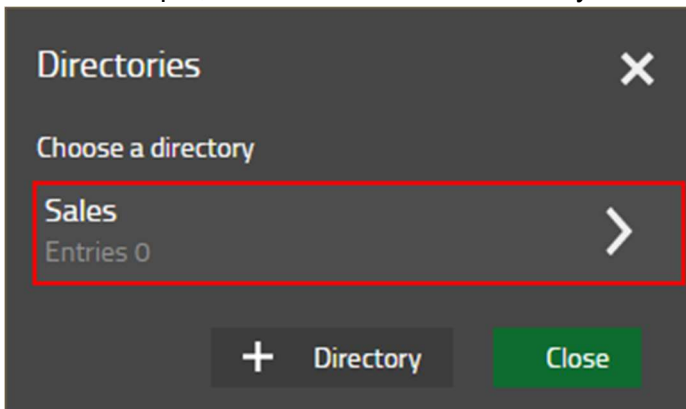 Directories
Choose a directory
Sales
Entries 0
+ Directory
Close